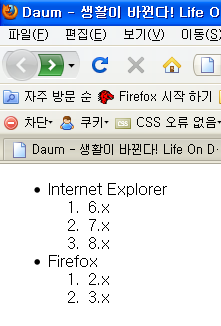 Daum - 생활이 바뀐다! Life O
파일(F) 편집(E) 보기(V) 이동(S
자주 방문 순 Firefox 시작 하기
차단 쿠키 CSS 오류 없음
Daum - 생활이 바뀐다! Life On D·
• Internet Explorer
1. 6.x
2. 7.x
3. 8.x
• Firefox
1. 2.x
2. 3.x